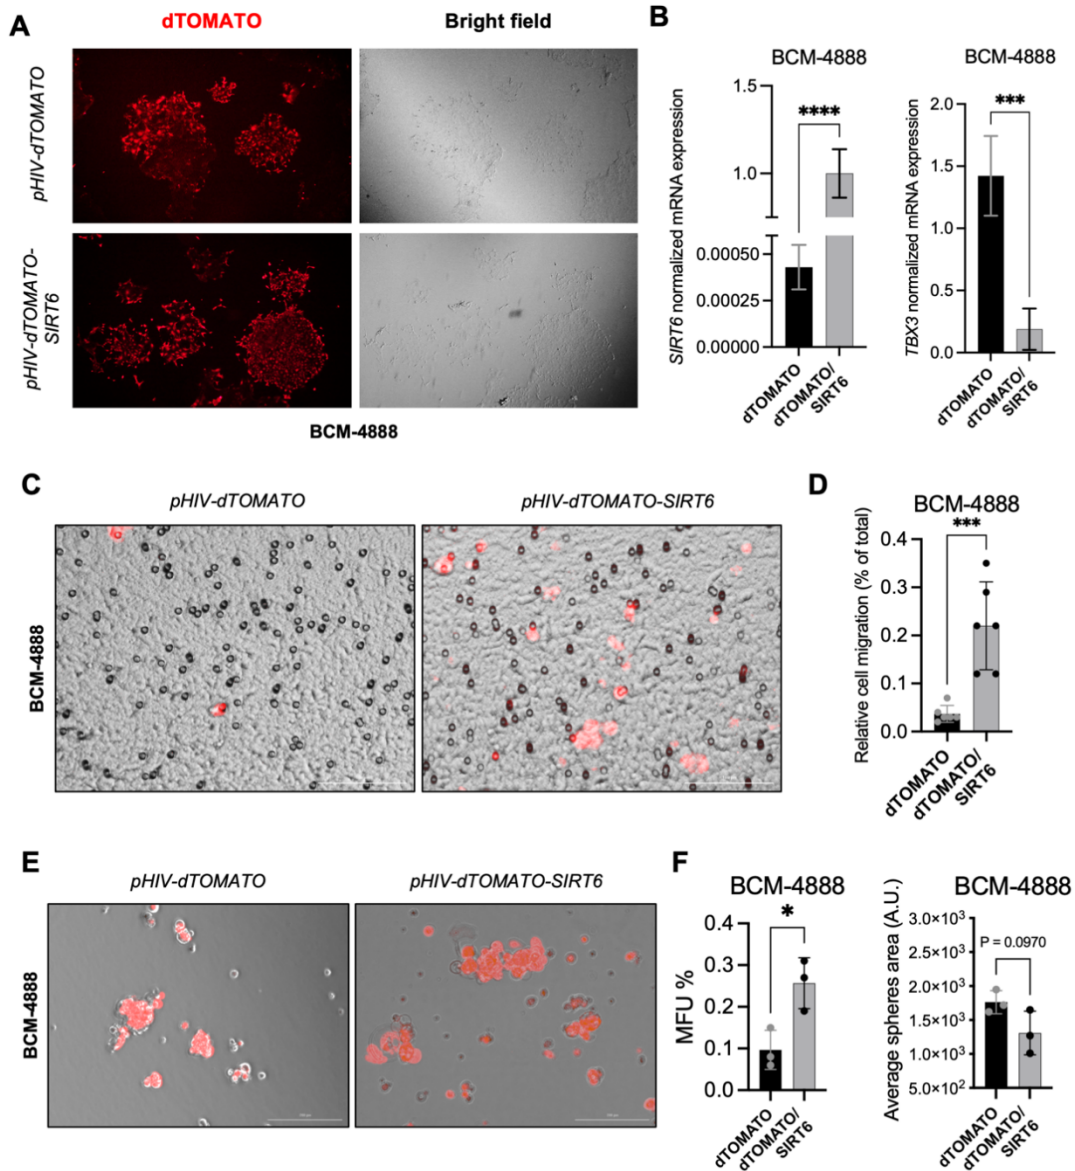 A
dTOMATO
Bright field
pHIV-dTOMATO
pHIV-dTOMATO-
SIRT6
BCM-4888
B
BCM-4888
SIRT6 normalized mRNA expression
1.5
1.0
0.00050
0.00025
0.00000
****
dTOMATO
dTOMATO/
SIRT6
BCM-4888
TBX3 normalized mRNA expression
2.0
1.5
1.0
0.5
0.0
***
dTOMATO
dTOMATO/
SIRT6
C
pHIV-dTOMATO
pHIV-dTOMATO-SIRT6
BCM-4888
D
BCM-4888
Relative cell migration (% of total)
0.4
0.3
0.2
0.1
0.0
***
dTOMATO
dTOMATO/
SIRT6
E
pHIV-dTOMATO
pHIV-dTOMATO-SIRT6
BCM-4888
F
BCM-4888
MFU %
0.4
0.3
0.2
0.1
0.0
*
dTOMATO
dTOMATO/
SIRT6
BCM-4888
Average spheres area (A.U.)
3.0×10³
2.5×10³
2.0×10³
1.5×10³
1.0×10³
5.0×10²
P = 0.0970
dTOMATO
dTOMATO/
SIRT6